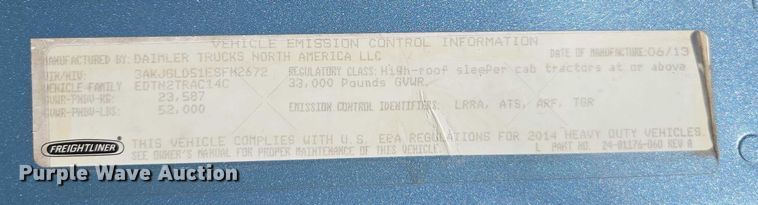 VEHICLE EMISSION CONTROL INFORMATION
MANUFACTURED BY: DAIMLER TRUCKS NORTH AMERICA LLC DATE OF MANUFACTURE: 06/13
VIN/NIV: 3AKJGLD51ESFM2672 REGULATORY CLASS: High-roof sleeper cab tractors at or above
VEHICLE FAMILY EDTN2TRAC14C 33,000 Pounds GVWR.
GVWR-PNBV-KG: 23,587
GVWR-PNBV-LBS: 52,000 EMISSION CONTROL IDENTIFIERS: LRRA, ATS, ARF, TGR
THIS VEHICLE COMPLIES WITH U.S. EPA REGULATIONS FOR 2014 HEAVY DUTY VEHICLES.
FREIGHTLINER SEE OWNER'S MANUAL FOR PROPER MAINTENANCE OF THIS VEHICLE. PART NO. 24-01176-060 REV A
Purple Wave Auction